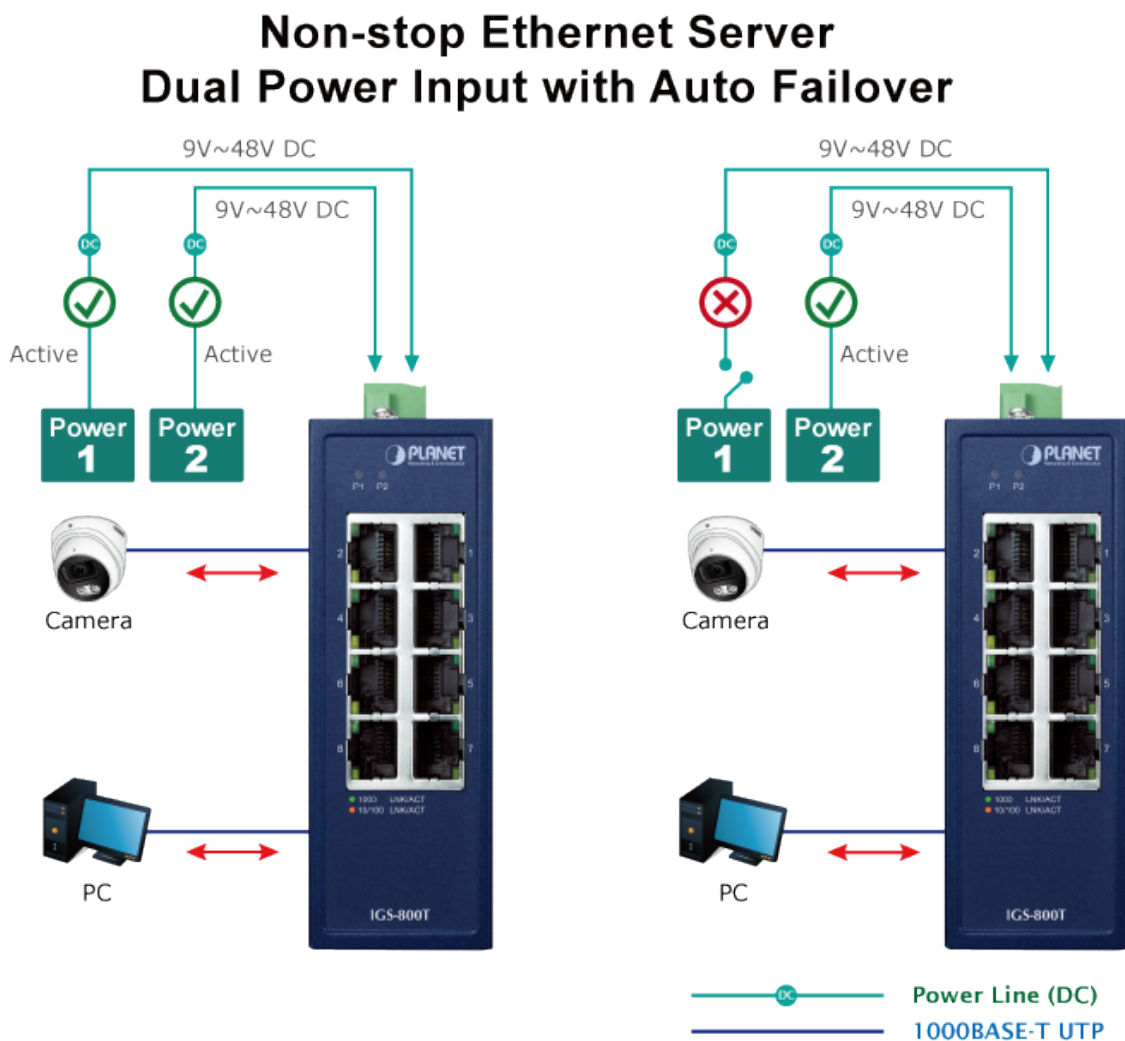 Non-stop Ethernet Server
Dual Power Input with Auto Failover
9V~48V DC
9V~48V DC
DC
DC
Active
Active
Power
1
Power
2
PLANET
Networking & Communication
P1 P2
2
1
4
3
6
5
8
7
1000 LNK/ACT
10/100 LNK/ACT
IGS-800T
Camera
PC
9V~48V DC
9V~48V DC
DC
DC
Active
Power
1
Power
2
PLANET
Networking & Communication
P1 P2
2
1
4
3
6
5
8
7
1000 LNK/ACT
10/100 LNK/ACT
IGS-800T
Camera
PC
DC
Power Line (DC)
1000BASE-T UTP